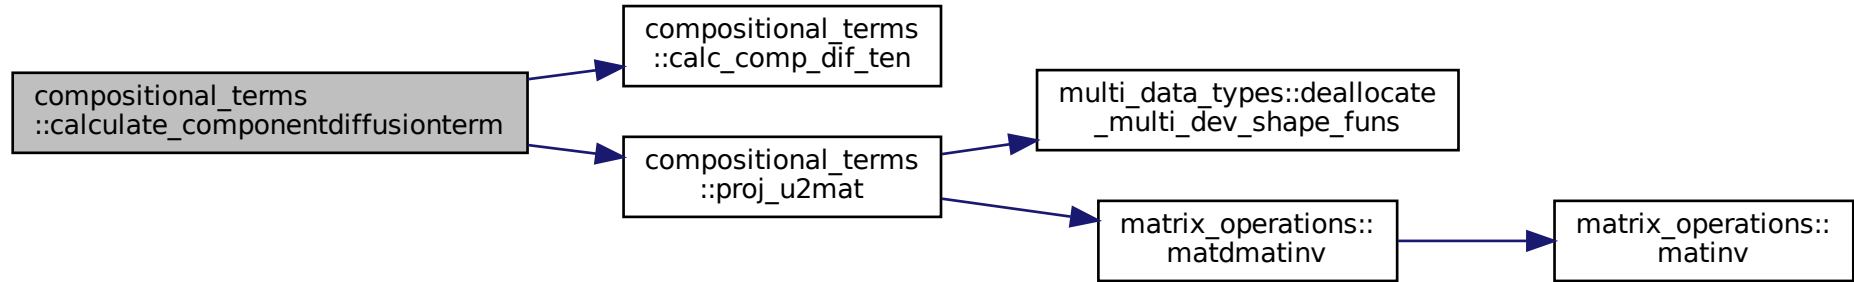 compositional_terms
::calculate_componentdiffusionterm
compositional_terms
::calc_comp_dif_ten
compositional_terms
::proj_u2mat
multi_data_types::deallocate
_multi_dev_shape_funs
matrix_operations::
matdmatinv
matrix_operations::
matinv